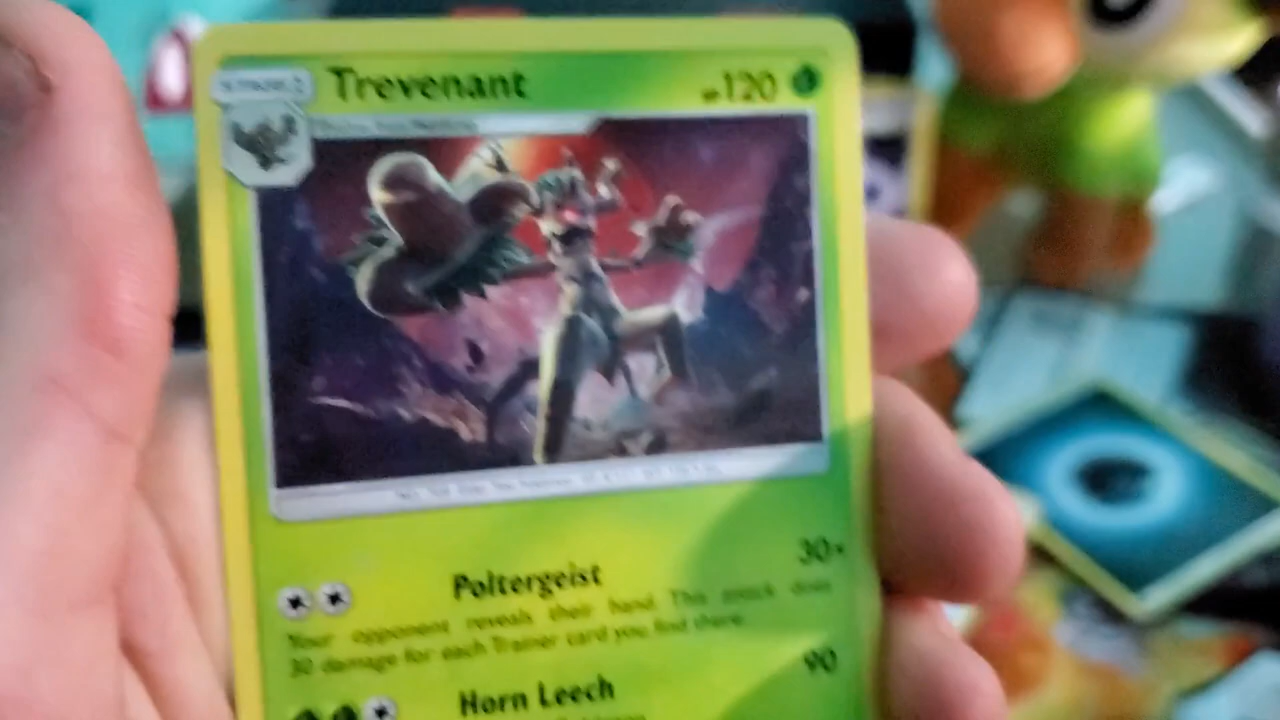 Trevenant
HP120
Poltergeist
30×
Your opponent reveals their hand. This attack does
30 damage for each Trainer card you find there.
Horn Leech
90